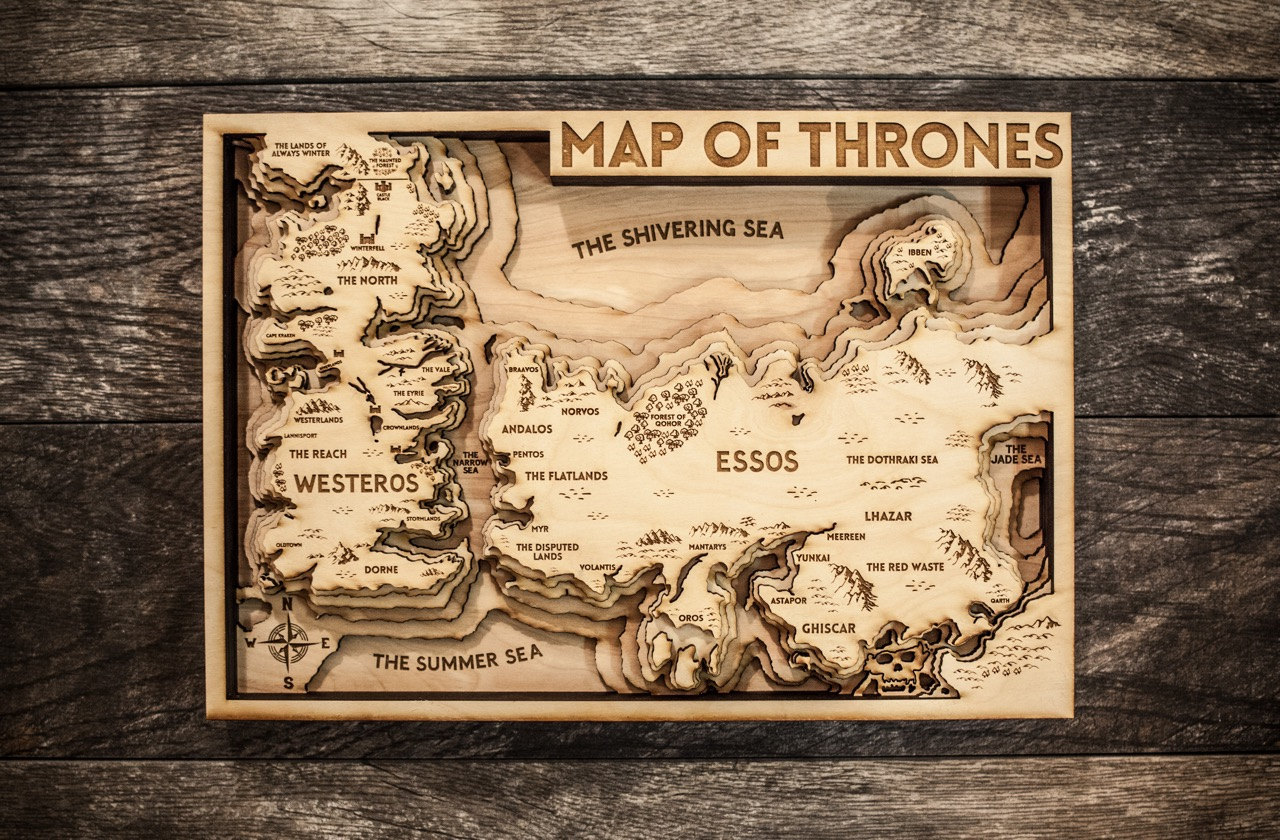 MAP OF THRONES
THE LANDS OF
ALWAYS WINTER
THE HAUNTED
FOREST
CASTLE
BLACK
THE SHIVERING SEA
WINTERFELL
IBBEN
THE NORTH
CAPE KRAKEN
THE VALE
BRAAVOS
THE EYRIE
NORVOS
WESTERLANDS
FOREST OF
QOHOR
CROWNLANDS
ANDALOS
LANNISPORT
THE REACH
THE
NARROW
SEA
PENTOS
ESSOS
THE DOTHRAKI SEA
THE
JADE SEA
THE FLATLANDS
WESTEROS
STORMLANDS
LHAZAR
MYR
MEEREEN
OLDTOWN
THE DISPUTED
LANDS
MANTARYS
YUNKAI
DORNE
VOLANTIS
THE RED WASTE
ASTAPOR
QARTH
N
W
E
S
OROS
GHISCAR
THE SUMMER SEA